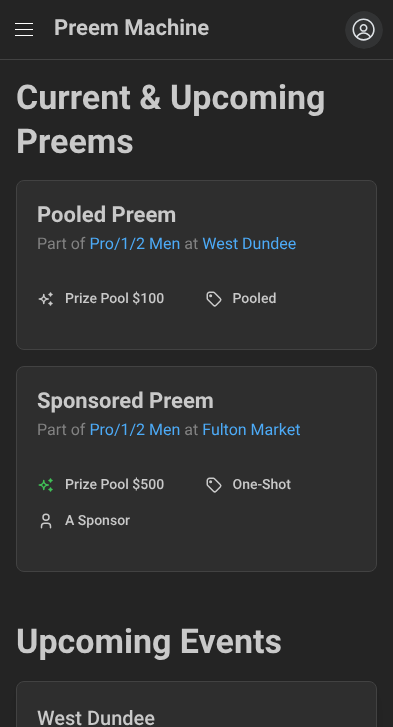 Preem Machine
Current & Upcoming
Preems
Pooled Preem
Part of Pro/1/2 Men at West Dundee
Prize Pool $100 Pooled
Sponsored Preem
Part of Pro/1/2 Men at Fulton Market
Prize Pool $500 One-Shot
A Sponsor
Upcoming Events
West Dundee